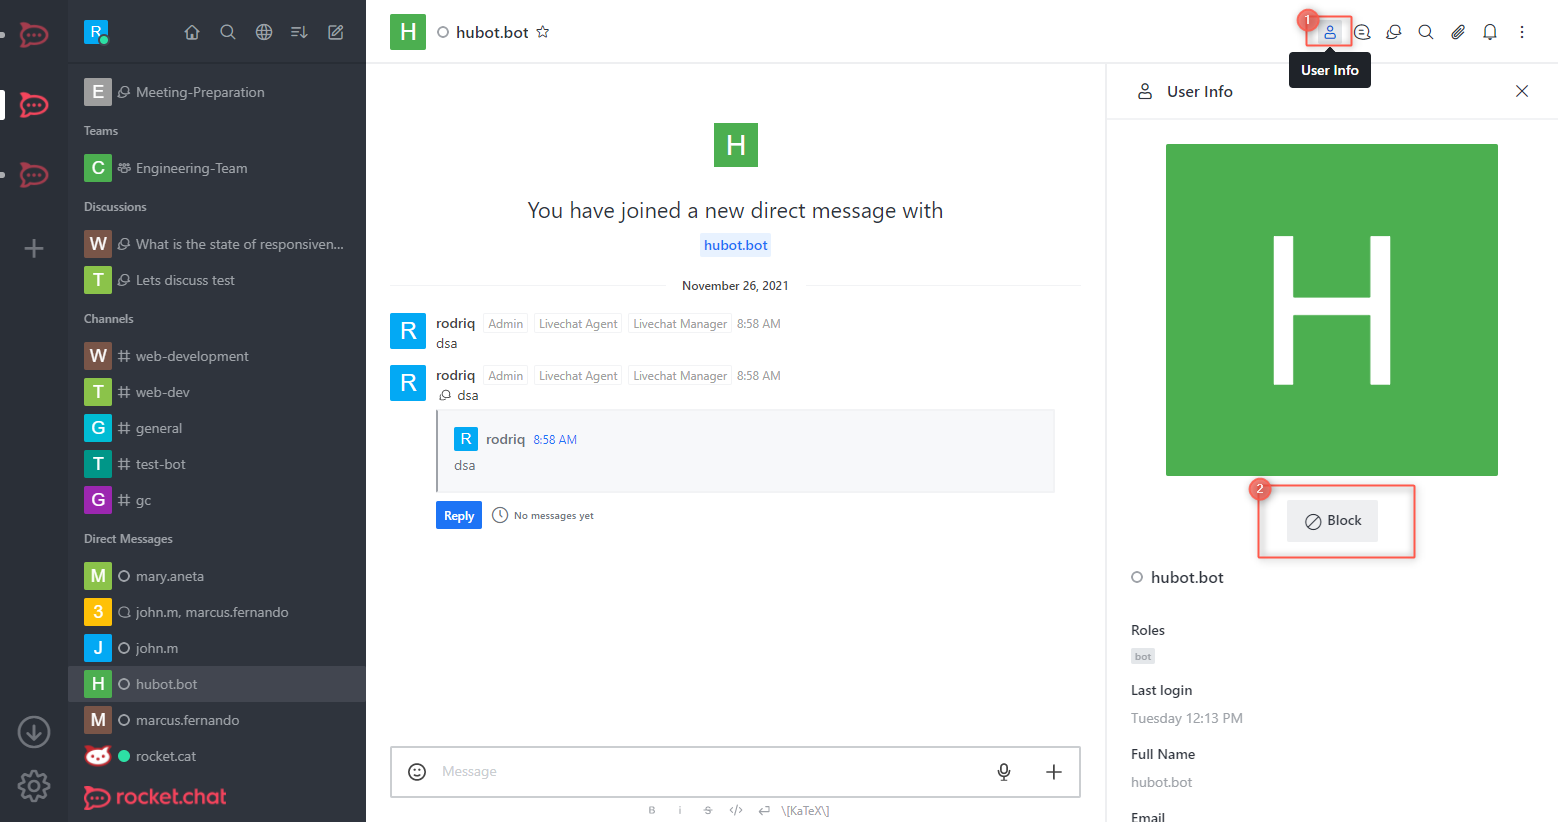 R
E Meeting-Preparation
Teams
C Engineering-Team
Discussions
W What is the state of responsiven...
T Lets discuss test
Channels
W web-development
T web-dev
G general
T test-bot
G gc
Direct Messages
M mary.aneta
3 john.m, marcus.fernando
J john.m
H hubot.bot
M marcus.fernando
rocket.cat
rocket.chat
H hubot.bot
1
User Info
H
You have joined a new direct message with
hubot.bot
November 26, 2021
R rodriq Admin Livechat Agent Livechat Manager 8:58 AM
dsa
R rodriq Admin Livechat Agent Livechat Manager 8:58 AM
dsa
R rodriq 8:58 AM
dsa
Reply No messages yet
Message
B i S </> \[KaTeX\]
User Info
H
2
Block
hubot.bot
Roles
bot
Last login
Tuesday 12:13 PM
Full Name
hubot.bot
Email